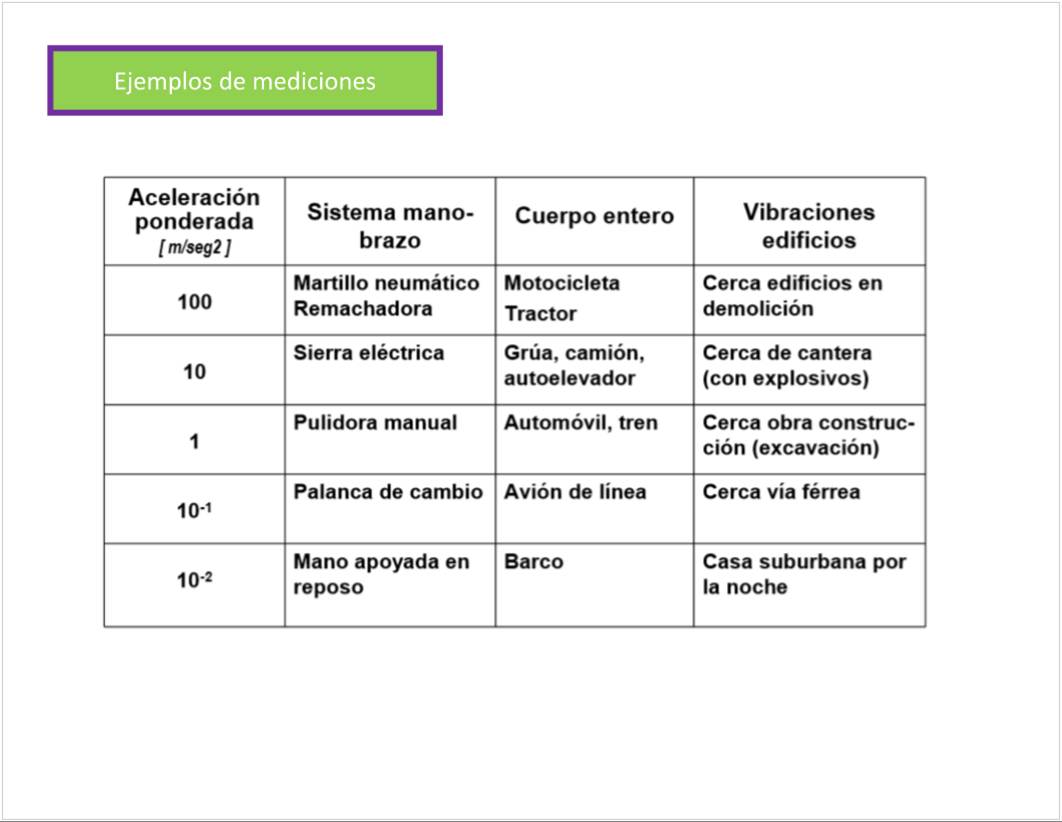 Ejemplos de mediciones
Aceleración
ponderada
[ m/seg2 ]
Sistema mano-
brazo
Cuerpo entero
Vibraciones
edificios
100
Martillo neumático
Remachadora
Motocicleta
Tractor
Cerca edificios en
demolición
10
Sierra eléctrica
Grúa, camión,
autoelevador
Cerca de cantera
(con explosivos)
1
Pulidora manual
Automóvil, tren
Cerca obra construc-
ción (excavación)
10-1
Palanca de cambio
Avión de línea
Cerca vía férrea
10-2
Mano apoyada en
reposo
Barco
Casa suburbana por
la noche